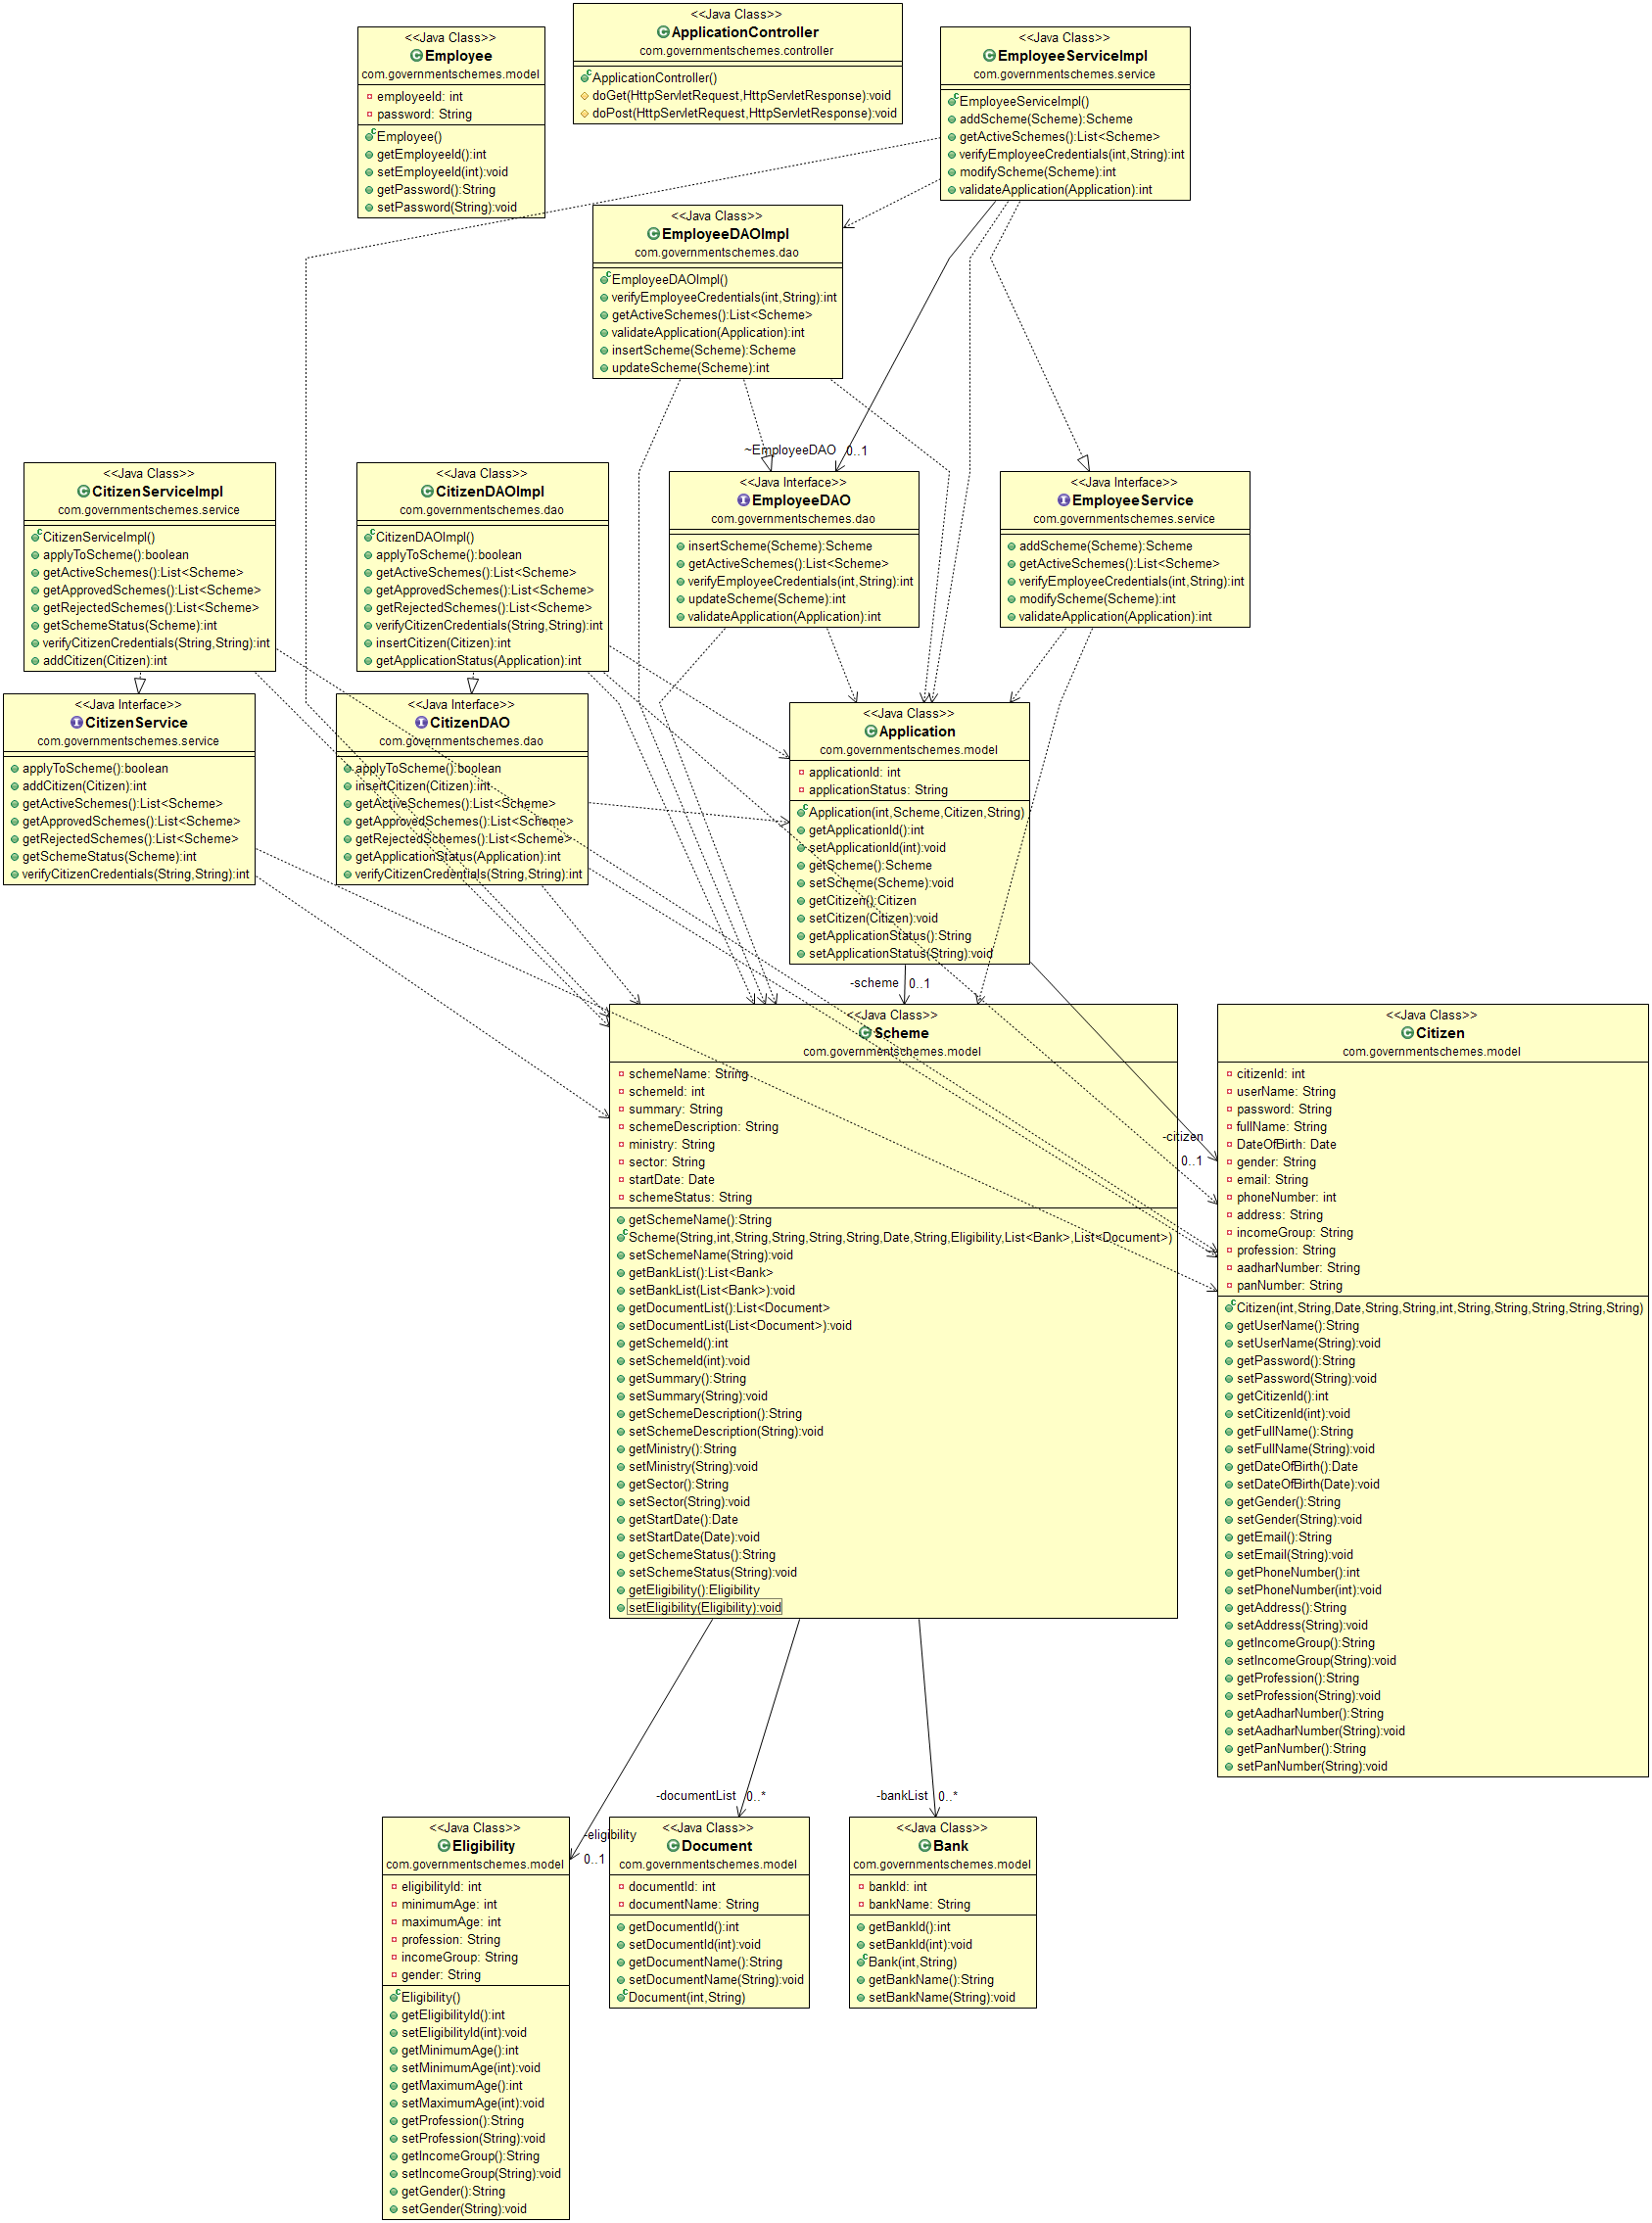 <<Java Class>>
Employee
com.governmentschemes.model
employeeId: int
password: String
Employee()
getEmployeeId():int
setEmployeeId(int):void
getPassword():String
setPassword(String):void
<<Java Class>>
ApplicationController
com.governmentschemes.controller
ApplicationController()
doGet(HttpServletRequest,HttpServletResponse):void
doPost(HttpServletRequest,HttpServletResponse):void
<<Java Class>>
EmployeeServiceImpl
com.governmentschemes.service
EmployeeServiceImpl()
addScheme(Scheme):Scheme
getActiveSchemes():List<Scheme>
verifyEmployeeCredentials(int,String):int
modifyScheme(Scheme):int
validateApplication(Application):int
<<Java Class>>
EmployeeDAOImpl
com.governmentschemes.dao
EmployeeDAOImpl()
verifyEmployeeCredentials(int,String):int
getActiveSchemes():List<Scheme>
validateApplication(Application):int
insertScheme(Scheme):Scheme
updateScheme(Scheme):int
~EmployeeDAO
0..1
<<Java Class>>
CitizenServiceImpl
com.governmentschemes.service
CitizenServiceImpl()
applyToScheme():boolean
getActiveSchemes():List<Scheme>
getApprovedSchemes():List<Scheme>
getRejectedSchemes():List<Scheme>
getSchemeStatus(Scheme):int
verifyCitizenCredentials(String,String):int
addCitizen(Citizen):int
<<Java Class>>
CitizenDAOImpl
com.governmentschemes.dao
CitizenDAOImpl()
applyToScheme():boolean
getActiveSchemes():List<Scheme>
getApprovedSchemes():List<Scheme>
getRejectedSchemes():List<Scheme>
verifyCitizenCredentials(String,String):int
insertCitizen(Citizen):int
getApplicationStatus(Application):int
<<Java Interface>>
EmployeeDAO
com.governmentschemes.dao
insertScheme(Scheme):Scheme
getActiveSchemes():List<Scheme>
verifyEmployeeCredentials(int,String):int
updateScheme(Scheme):int
validateApplication(Application):int
<<Java Interface>>
EmployeeService
com.governmentschemes.service
addScheme(Scheme):Scheme
getActiveSchemes():List<Scheme>
verifyEmployeeCredentials(int,String):int
modifyScheme(Scheme):int
validateApplication(Application):int
<<Java Interface>>
CitizenService
com.governmentschemes.service
applyToScheme():boolean
addCitizen(Citizen):int
getActiveSchemes():List<Scheme>
getApprovedSchemes():List<Scheme>
getRejectedSchemes():List<Scheme>
getSchemeStatus(Scheme):int
verifyCitizenCredentials(String,String):int
<<Java Interface>>
CitizenDAO
com.governmentschemes.dao
applyToScheme():boolean
insertCitizen(Citizen):int
getActiveSchemes():List<Scheme>
getApprovedSchemes():List<Scheme>
getRejectedSchemes():List<Scheme>
getApplicationStatus(Application):int
verifyCitizenCredentials(String,String):int
<<Java Class>>
Application
com.governmentschemes.model
applicationId: int
applicationStatus: String
Application(int,Scheme,Citizen,String)
getApplicationId():int
setApplicationId(int):void
getScheme():Scheme
setScheme(Scheme):void
getCitizen():Citizen
setCitizen(Citizen):void
getApplicationStatus():String
setApplicationStatus(String):void
-scheme
0..1
<<Java Class>>
Scheme
com.governmentschemes.model
schemeName: String
schemeId: int
summary: String
schemeDescription: String
ministry: String
sector: String
startDate: Date
schemeStatus: String
getSchemeName():String
Scheme(String,int,String,String,String,String,Date,String,Eligibility,List<Bank>,List<Document>)
setSchemeName(String):void
getBankList():List<Bank>
setBankList(List<Bank>):void
getDocumentList():List<Document>
setDocumentList(List<Document>):void
getSchemeId():int
setSchemeId(int):void
getSummary():String
setSummary(String):void
getSchemeDescription():String
setSchemeDescription(String):void
getMinistry():String
setMinistry(String):void
getSector():String
setSector(String):void
getStartDate():Date
setStartDate(Date):void
getSchemeStatus():String
setSchemeStatus(String):void
getEligibility():Eligibility
setEligibility(Eligibility):void
-citizen
0..1
<<Java Class>>
Citizen
com.governmentschemes.model
citizenId: int
userName: String
password: String
fullName: String
DateOfBirth: Date
gender: String
email: String
phoneNumber: int
address: String
incomeGroup: String
profession: String
aadharNumber: String
panNumber: String
Citizen(int,String,Date,String,String,int,String,String,String,String,String)
getUserName():String
setUserName(String):void
getPassword():String
setPassword(String):void
getCitizenId():int
setCitizenId(int):void
getFullName():String
setFullName(String):void
getDateOfBirth():Date
setDateOfBirth(Date):void
getGender():String
setGender(String):void
getEmail():String
setEmail(String):void
getPhoneNumber():int
setPhoneNumber(int):void
getAddress():String
setAddress(String):void
getIncomeGroup():String
setIncomeGroup(String):void
getProfession():String
setProfession(String):void
getAadharNumber():String
setAadharNumber(String):void
getPanNumber():String
setPanNumber(String):void
-eligibility
0..1
-documentList
0..*
-bankList
0..*
<<Java Class>>
Eligibility
com.governmentschemes.model
eligibilityId: int
minimumAge: int
maximumAge: int
profession: String
incomeGroup: String
gender: String
Eligibility()
getEligibilityId():int
setEligibilityId(int):void
getMinimumAge():int
setMinimumAge(int):void
getMaximumAge():int
setMaximumAge(int):void
getProfession():String
setProfession(String):void
getIncomeGroup():String
setIncomeGroup(String):void
getGender():String
setGender(String):void
<<Java Class>>
Document
com.governmentschemes.model
documentId: int
documentName: String
getDocumentId():int
setDocumentId(int):void
getDocumentName():String
setDocumentName(String):void
Document(int,String)
<<Java Class>>
Bank
com.governmentschemes.model
bankId: int
bankName: String
getBankId():int
setBankId(int):void
Bank(int,String)
getBankName():String
setBankName(String):void